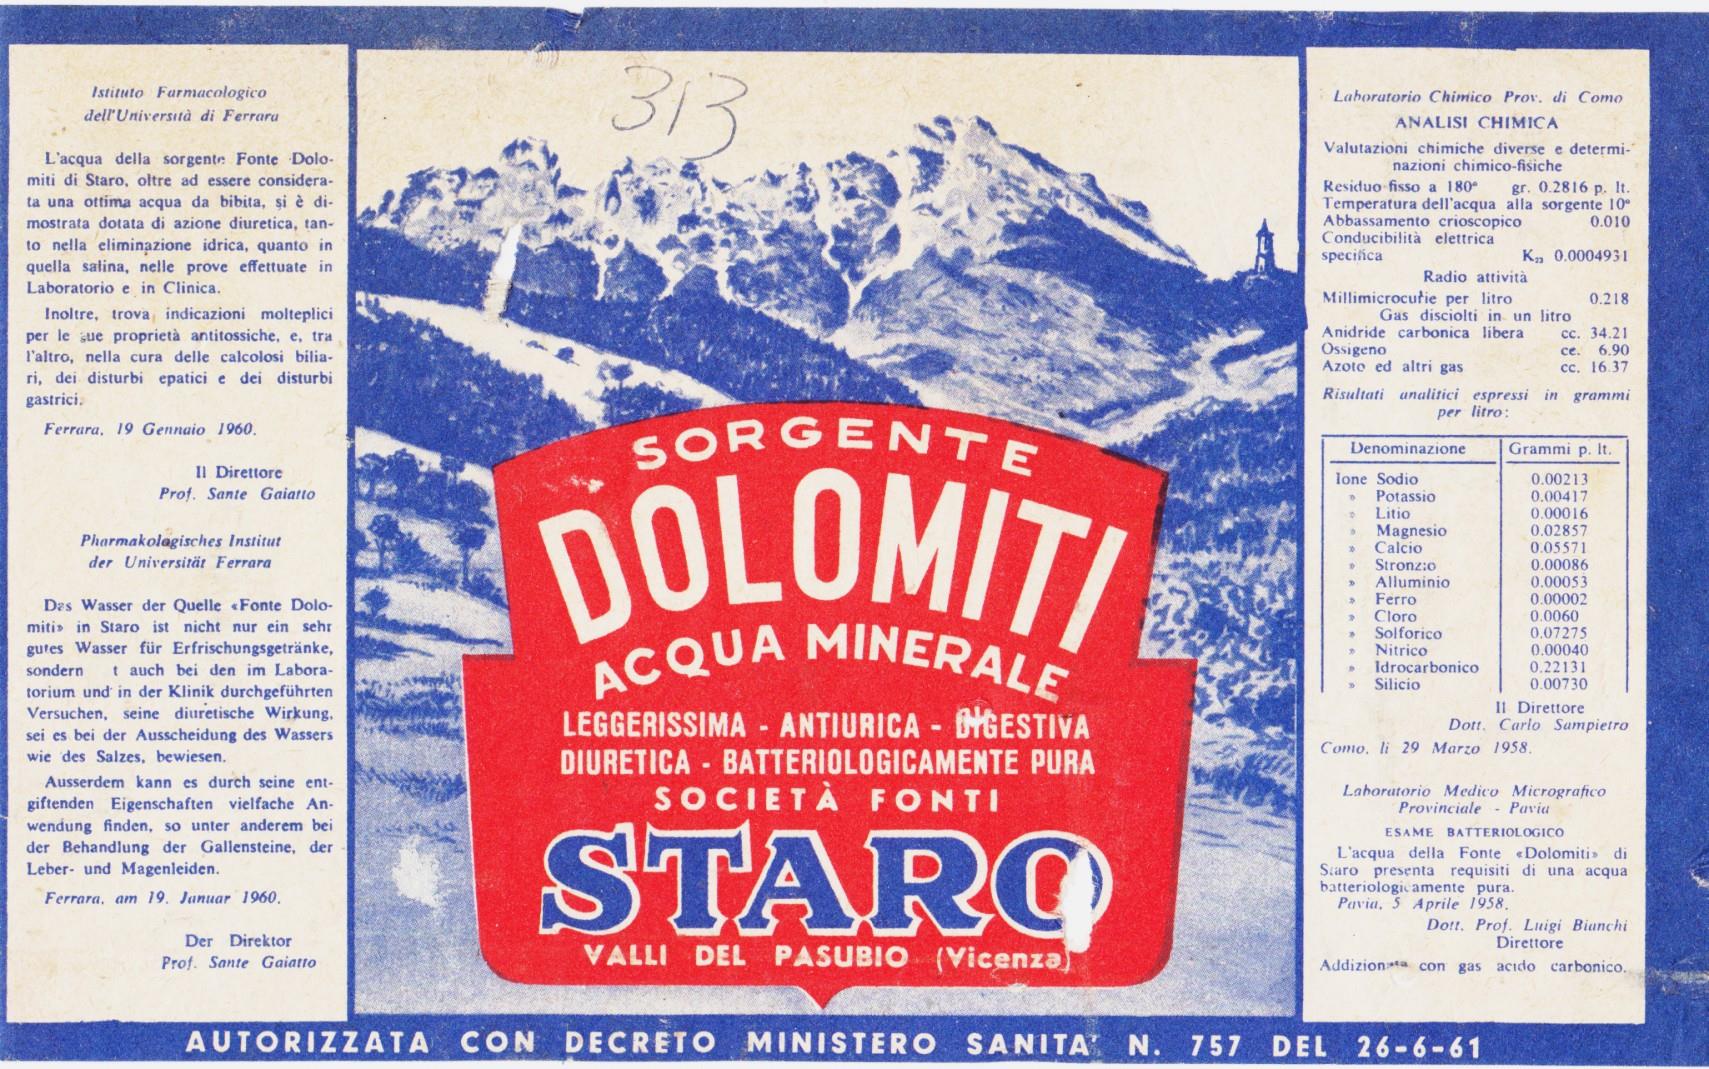 313
Istituto Farmacologico
dell'Università di Ferrara
L'acqua della sorgente Fonte Dolo-
miti di Staro, oltre ad essere considera-
ta una ottima acqua da bibita, si è di-
mostrata dotata di azione diuretica, tan-
to nella eliminazione idrica, quanto in
quella salina, nelle prove effettuate in
Laboratorio e in Clinica.
Inoltre, trova indicazioni molteplici
per le sue proprietà antitossiche, e, tra
l'altro, nella cura delle calcolosi bilia-
ri, dei disturbi epatici e dei disturbi
gastrici.
Ferrara, 19 Gennaio 1960.
Il Direttore
Prof. Sante Gaiatto
Pharmakologisches Institut
der Universität Ferrara
Das Wasser der Quelle «Fonte Dolo-
miti» in Staro ist nicht nur ein sehr
gutes Wasser für Erfrischungsgetränke,
sondern t auch bei den im Labora-
torium und in der Klinik durchgeführten
Versuchen, seine diuretische Wirkung,
sei es bei der Ausscheidung des Wassers
wie des Salzes, bewiesen.
Ausserdem kann es durch seine ent-
giftenden Eigenschaften vielfache An-
wendung finden, so unter anderem bei
der Behandlung der Gallensteine, der
Leber- und Magenleiden.
Ferrara, am 19. Januar 1960.
Der Direktor
Prof. Sante Gaiatto
SORGENTE
DOLOMITI
ACQUA MINERALE
LEGGERISSIMA - ANTIURICA - DIGESTIVA
DIURETICA - BATTERIOLOGICAMENTE PURA
SOCIETÀ FONTI
STARO
VALLI DEL PASUBIO (Vicenza)
Laboratorio Chimico Prov. di Como
ANALISI CHIMICA
Valutazioni chimiche diverse e determi-
nazioni chimico-fisiche
Residuo fisso a 180° gr. 0.2816 p. lt.
Temperatura dell'acqua alla sorgente 10°
Abbassamento crioscopico 0.010
Conducibilità elettrica
specifica K₂₃ 0.0004931
Radio attività
Millimicrocurie per litro 0.218
Gas disciolti in un litro
Anidride carbonica libera cc. 34.21
Ossigeno cc. 6.90
Azoto ed altri gas cc. 16.37
Risultati analitici espressi in grammi
per litro:
Denominazione Grammi p. lt.
Ione Sodio 0.00213
» Potassio 0.00417
» Litio 0.00016
» Magnesio 0.02857
» Calcio 0.05571
» Stronzio 0.00086
» Alluminio 0.00053
» Ferro 0.00002
» Cloro 0.0060
» Solforico 0.07275
» Nitrico 0.00040
» Idrocarbonico 0.22131
» Silicio 0.00730
Il Direttore
Dott. Carlo Sampietro
Como, li 29 Marzo 1958.
Laboratorio Medico Micrografico
Provinciale - Pavia
ESAME BATTERIOLOGICO
L'acqua della Fonte «Dolomiti» di
Staro presenta requisiti di una acqua
batteriologicamente pura.
Pavia, 5 Aprile 1958.
Dott. Prof. Luigi Bianchi
Direttore
Addizionata con gas acido carbonico.
AUTORIZZATA CON DECRETO MINISTERO SANITA' N. 757 DEL 26-6-61